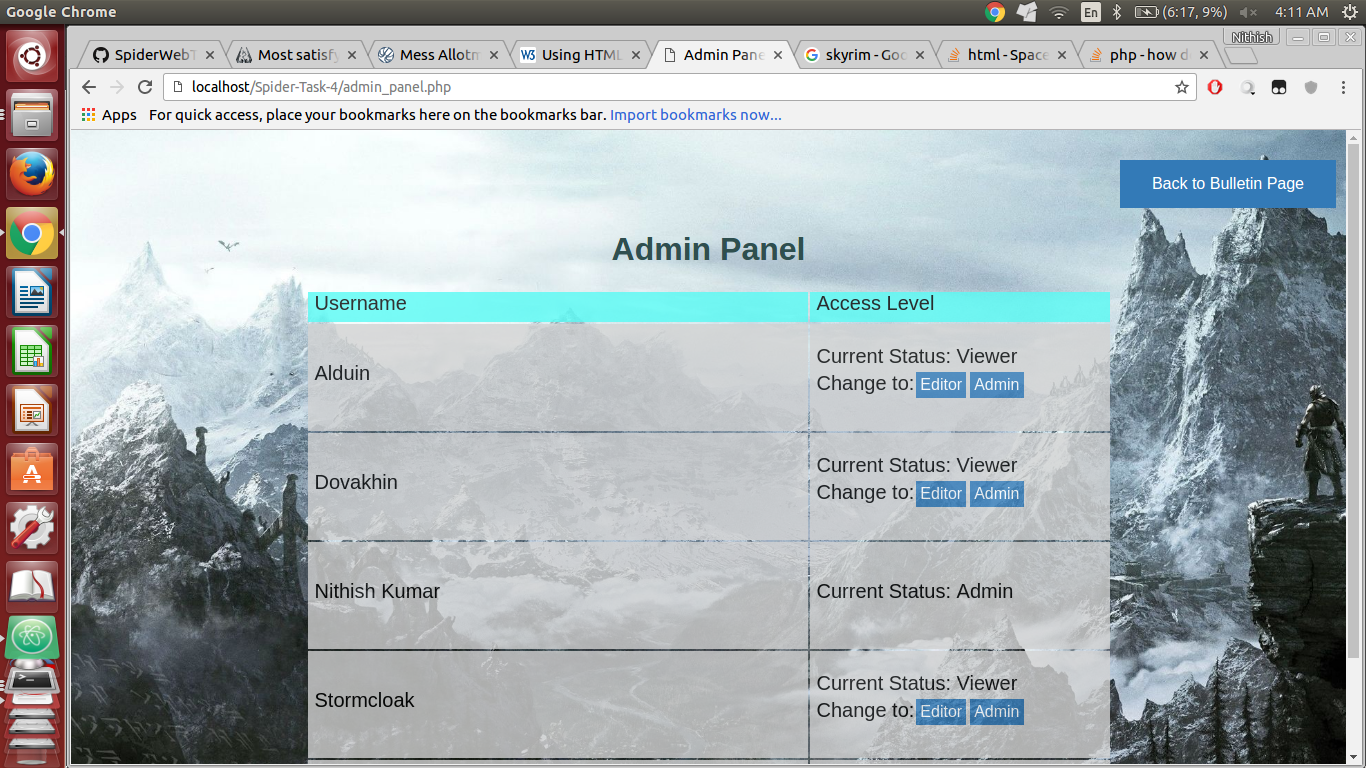 Google Chrome
En
(6:17, 9%)
4:11 AM
Nithish
SpiderWebT
Most satisfy
Mess Allotm
W3 Using HTML
Admin Pane
skyrim - Goo
html - Space
php - how d
localhost/Spider-Task-4/admin_panel.php
Apps For quick access, place your bookmarks here on the bookmarks bar. Import bookmarks now...
Back to Bulletin Page
Admin Panel
Username Access Level
Alduin
Current Status: Viewer
Change to: Editor Admin
Dovakhin
Current Status: Viewer
Change to: Editor Admin
Nithish Kumar
Current Status: Admin
Stormcloak
Current Status: Viewer
Change to: Editor Admin